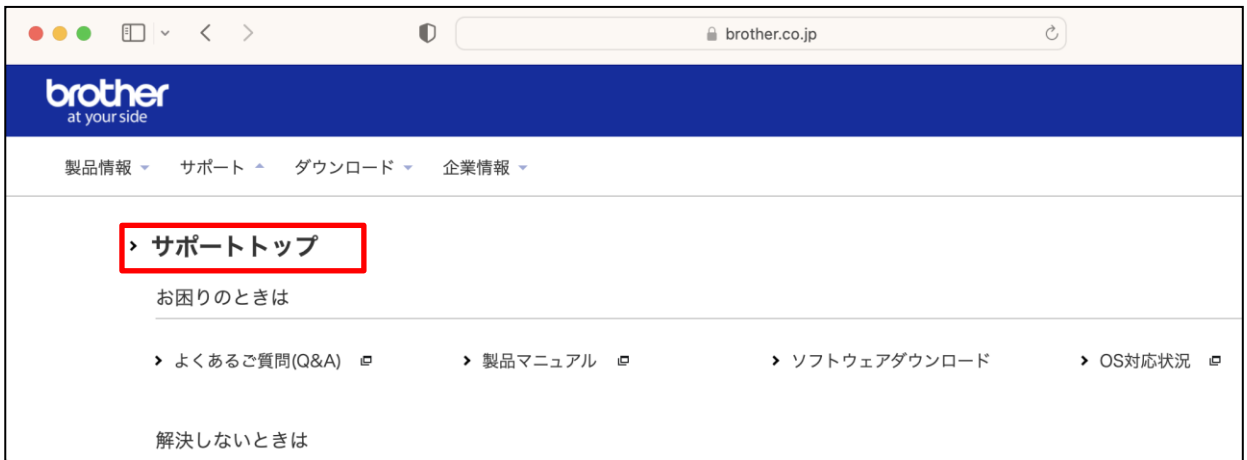 brother.co.jp
brother
at your side
製品情報 サポート ダウンロード 企業情報
サポートトップ
お困りのときは
よくあるご質問(Q&A) 製品マニュアル ソフトウェアダウンロード OS対応状況
解決しないときは